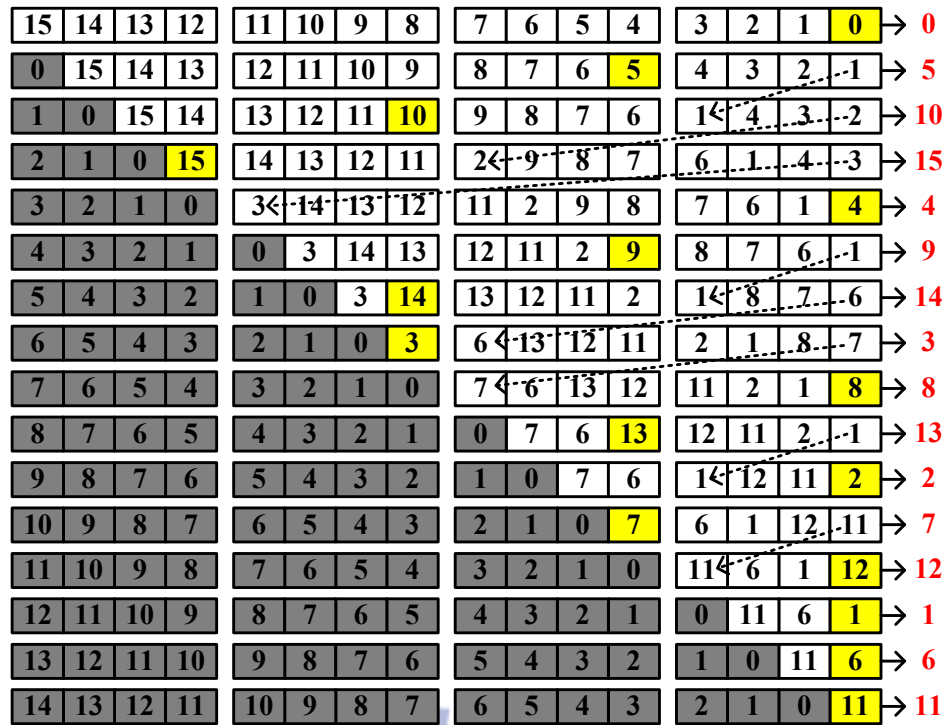 15 14 13 12 11 10 9 8 7 6 5 4 3 2 1 0 0
0 15 14 13 12 11 10 9 8 7 6 5 4 3 2 1 5
1 0 15 14 13 12 11 10 9 8 7 6 1 4 3 2 10
2 1 0 15 14 13 12 11 2 9 8 7 6 1 4 3 15
3 2 1 0 3 14 13 12 11 2 9 8 7 6 1 4 4
4 3 2 1 0 3 14 13 12 11 2 9 8 7 6 1 9
5 4 3 2 1 0 3 14 13 12 11 2 1 8 7 6 14
6 5 4 3 2 1 0 3 6 13 12 11 2 1 8 7 3
7 6 5 4 3 2 1 0 7 6 13 12 11 2 1 8 8
8 7 6 5 4 3 2 1 0 7 6 13 12 11 2 1 13
9 8 7 6 5 4 3 2 1 0 7 6 1 12 11 2 2
10 9 8 7 6 5 4 3 2 1 0 7 6 1 12 11 7
11 10 9 8 7 6 5 4 3 2 1 0 11 6 1 12 12
12 11 10 9 8 7 6 5 4 3 2 1 0 11 6 1 1
13 12 11 10 9 8 7 6 5 4 3 2 1 0 11 6 6
14 13 12 11 10 9 8 7 6 5 4 3 2 1 0 11 11